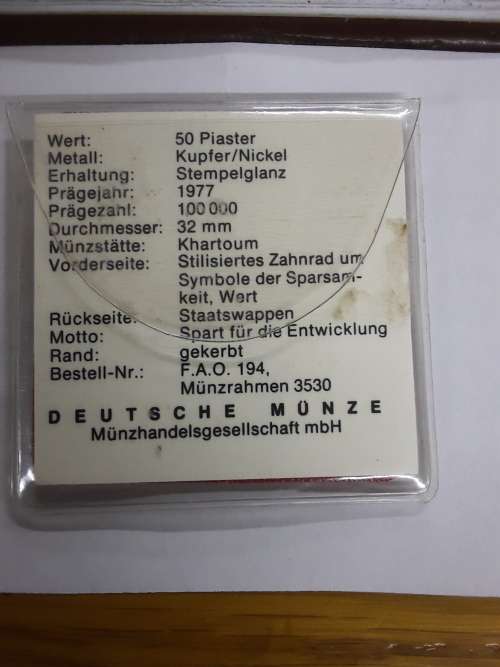 Wert: 50 Piaster
Metall: Kupfer/Nickel
Erhaltung: Stempelglanz
Prägejahr: 1977
Prägezahl: 100 000
Durchmesser: 32 mm
Münzstätte: Khartoum
Vorderseite: Stilisiertes Zahnrad um
Symbole der Sparsam-
keit, Wert
Rückseite: Staatswappen
Motto: Spart für die Entwicklung
Rand: gekerbt
Bestell-Nr.: F.A.O. 194,
Münzrahmen 3530
DEUTSCHE MÜNZE
Münzhandelsgesellschaft mbH